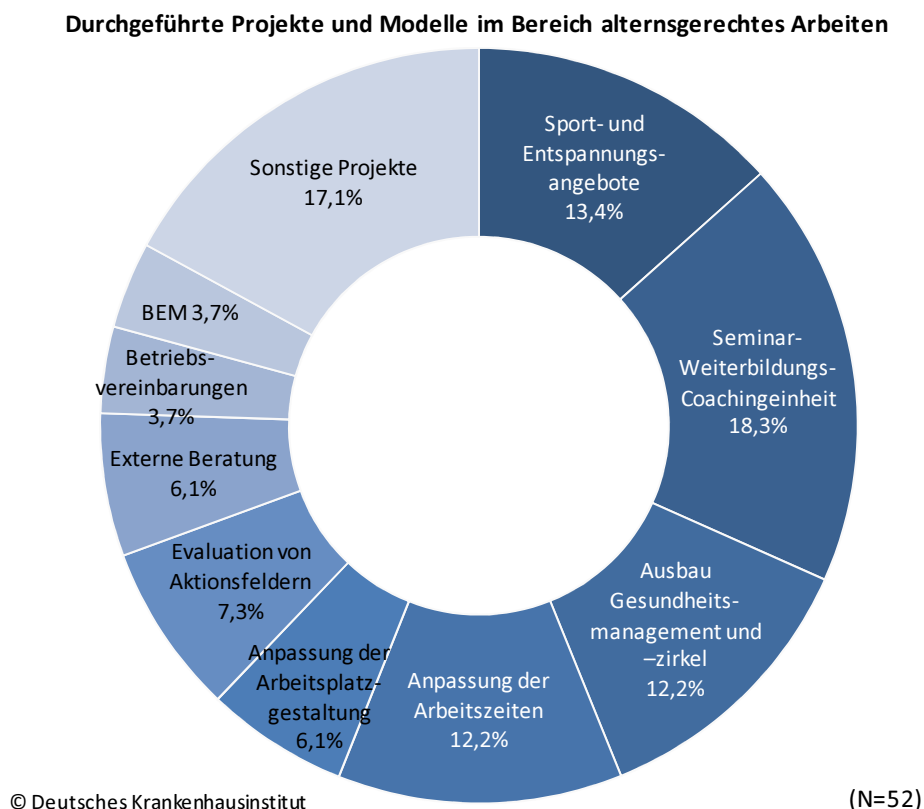 Durchgeführte Projekte und Modelle im Bereich alternsgerechtes Arbeiten
Sport- und
Entspannungs-
angebote
13,4%
Seminar-
Weiterbildungs-
Coachingeinheit
18,3%
Ausbau
Gesundheits-
management und
–zirkel
12,2%
Anpassung der
Arbeitszeiten
12,2%
Anpassung der
Arbeitsplatz-
gestaltung
6,1%
Evaluation von
Aktionsfeldern
7,3%
Externe Beratung
6,1%
Betriebs-
vereinbarungen
3,7%
BEM 3,7%
Sonstige Projekte
17,1%
© Deutsches Krankenhausinstitut
(N=52)